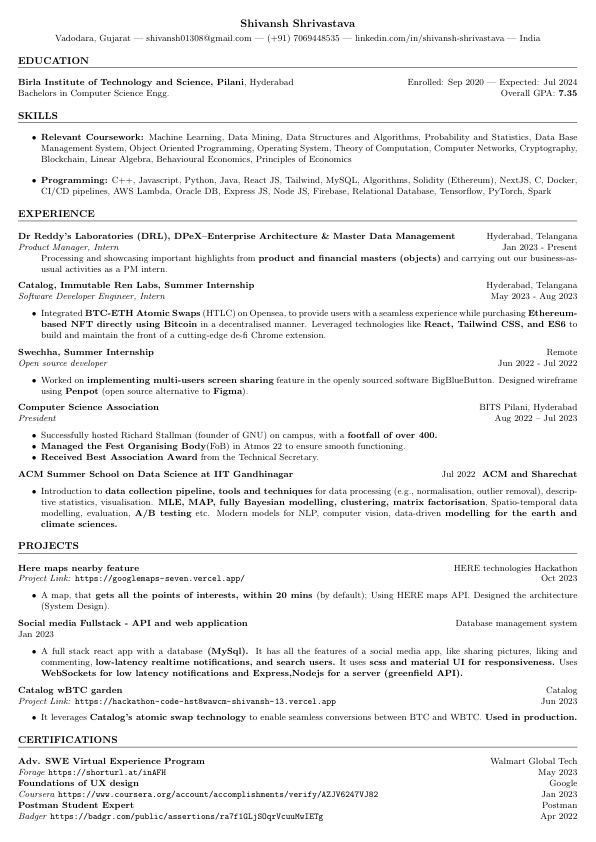 Shivansh Shrivastava
Vadodara, Gujarat — shivansh01308@gmail.com — (+91) 7069448535 — linkedin.com/in/shivansh-shrivastava — India
EDUCATION
Birla Institute of Technology and Science, Pilani, Hyderabad Enrolled: Sep 2020 — Expected: Jul 2024
Bachelors in Computer Science Engg. Overall GPA: 7.35
SKILLS
• Relevant Coursework: Machine Learning, Data Mining, Data Structures and Algorithms, Probability and Statistics, Data Base
Management System, Object Oriented Programming, Operating System, Theory of Computation, Computer Networks, Cryptography,
Blockchain, Linear Algebra, Behavioural Economics, Principles of Economics
• Programming: C++, Javascript, Python, Java, React JS, Tailwind, MySQL, Algorithms, Solidity (Ethereum), NextJS, C, Docker,
CI/CD pipelines, AWS Lambda, Oracle DB, Express JS, Node JS, Firebase, Relational Database, Tensorflow, PyTorch, Spark
EXPERIENCE
Dr Reddy's Laboratories (DRL), DPeX–Enterprise Architecture & Master Data Management Hyderabad, Telangana
Product Manager, Intern Jan 2023 - Present
Processing and showcasing important highlights from product and financial masters (objects) and carrying out our business-as-
usual activities as a PM intern.
Catalog, Immutable Ren Labs, Summer Internship Hyderabad, Telangana
Software Developer Engineer, Intern May 2023 - Aug 2023
• Integrated BTC-ETH Atomic Swaps (HTLC) on Opensea, to provide users with a seamless experience while purchasing Ethereum-
based NFT directly using Bitcoin in a decentralised manner. Leveraged technologies like React, Tailwind CSS, and ES6 to
build and maintain the front of a cutting-edge de-fi Chrome extension.
Swechha, Summer Internship Remote
Open source developer Jun 2022 - Jul 2022
• Worked on implementing multi-users screen sharing feature in the openly sourced software BigBlueButton. Designed wireframe
using Penpot (open source alternative to Figma).
Computer Science Association BITS Pilani, Hyderabad
President Aug 2022 – Jul 2023
• Successfully hosted Richard Stallman (founder of GNU) on campus, with a footfall of over 400.
• Managed the Fest Organising Body(FoB) in Atmos 22 to ensure smooth functioning.
• Received Best Association Award from the Technical Secretary.
ACM Summer School on Data Science at IIT Gandhinagar Jul 2022 ACM and Sharechat
• Introduction to data collection pipeline, tools and techniques for data processing (e.g., normalisation, outlier removal), descrip-
tive statistics, visualisation. MLE, MAP, fully Bayesian modelling, clustering, matrix factorisation, Spatio-temporal data
modelling, evaluation, A/B testing etc. Modern models for NLP, computer vision, data-driven modelling for the earth and
climate sciences.
PROJECTS
Here maps nearby feature HERE technologies Hackathon
Project Link: https://googlemaps-seven.vercel.app/ Oct 2023
• A map, that gets all the points of interests, within 20 mins (by default); Using HERE maps API. Designed the architecture
(System Design).
Social media Fullstack - API and web application Database management system
Jan 2023
• A full stack react app with a database (MySql). It has all the features of a social media app, like sharing pictures, liking and
commenting, low-latency realtime notifications, and search users. It uses scss and material UI for responsiveness. Uses
WebSockets for low latency notifications and Express,Nodejs for a server (greenfield API).
Catalog wBTC garden Catalog
Project Link: https://hackathon-code-hst8wawcm-shivansh-13.vercel.app Jun 2023
• It leverages Catalog's atomic swap technology to enable seamless conversions between BTC and WBTC. Used in production.
CERTIFICATIONS
Adv. SWE Virtual Experience Program Walmart Global Tech
Forage https://shorturl.at/inAFH May 2023
Foundations of UX design Google
Coursera https://www.coursera.org/account/accomplishments/verify/AZJV6247VJ82 Jan 2023
Postman Student Expert Postman
Badger https://badgr.com/public/assertions/ra7f1GLjSOqrVcuuMwIETg Apr 2022